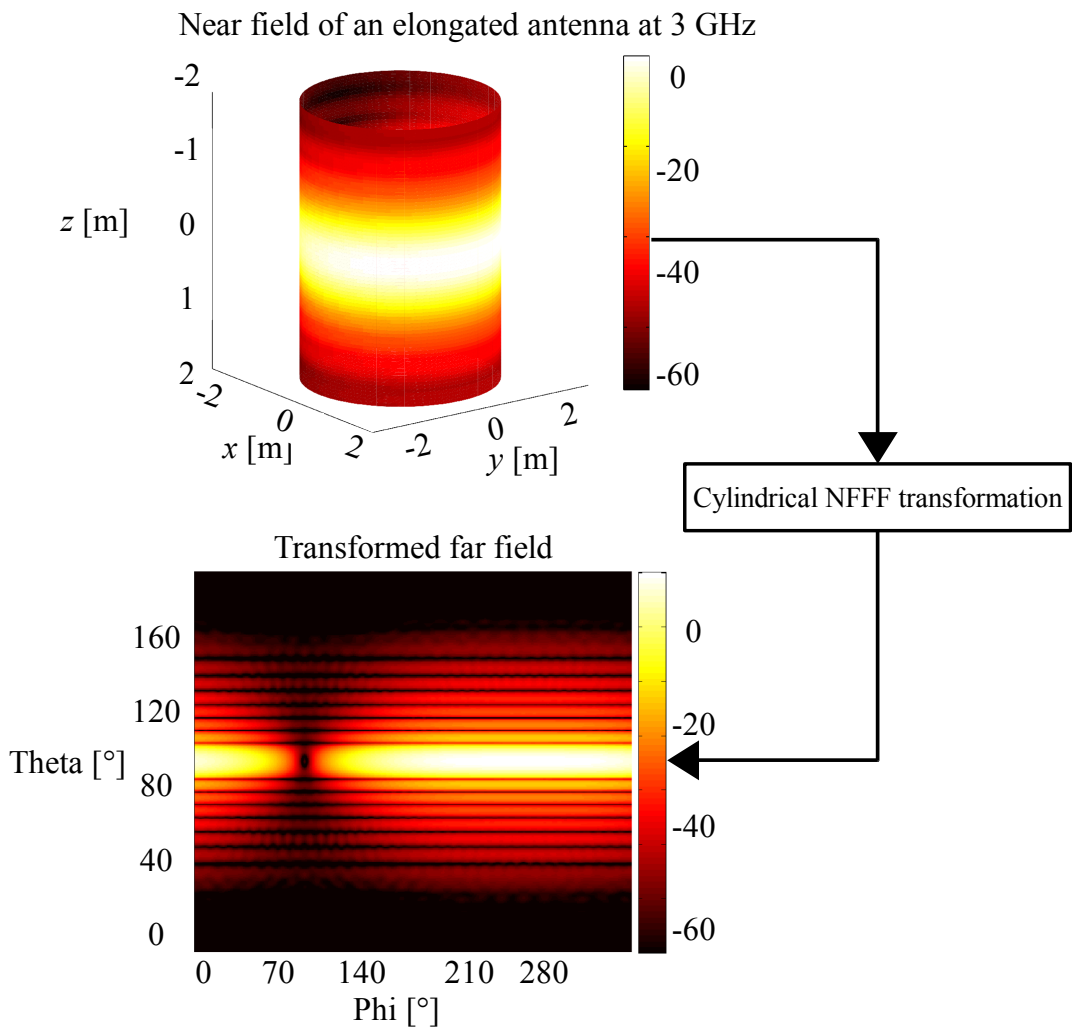 Near field of an elongated antenna at 3 GHz
-2
-1
0
1
2
z [m]
-2
0
2
x [m]
-2
0
2
y [m]
0
-20
-40
-60
Cylindrical NFFF transformation
Transformed far field
160
120
80
40
0
Theta [°]
0 70 140 210 280
Phi [°]
0
-20
-40
-60